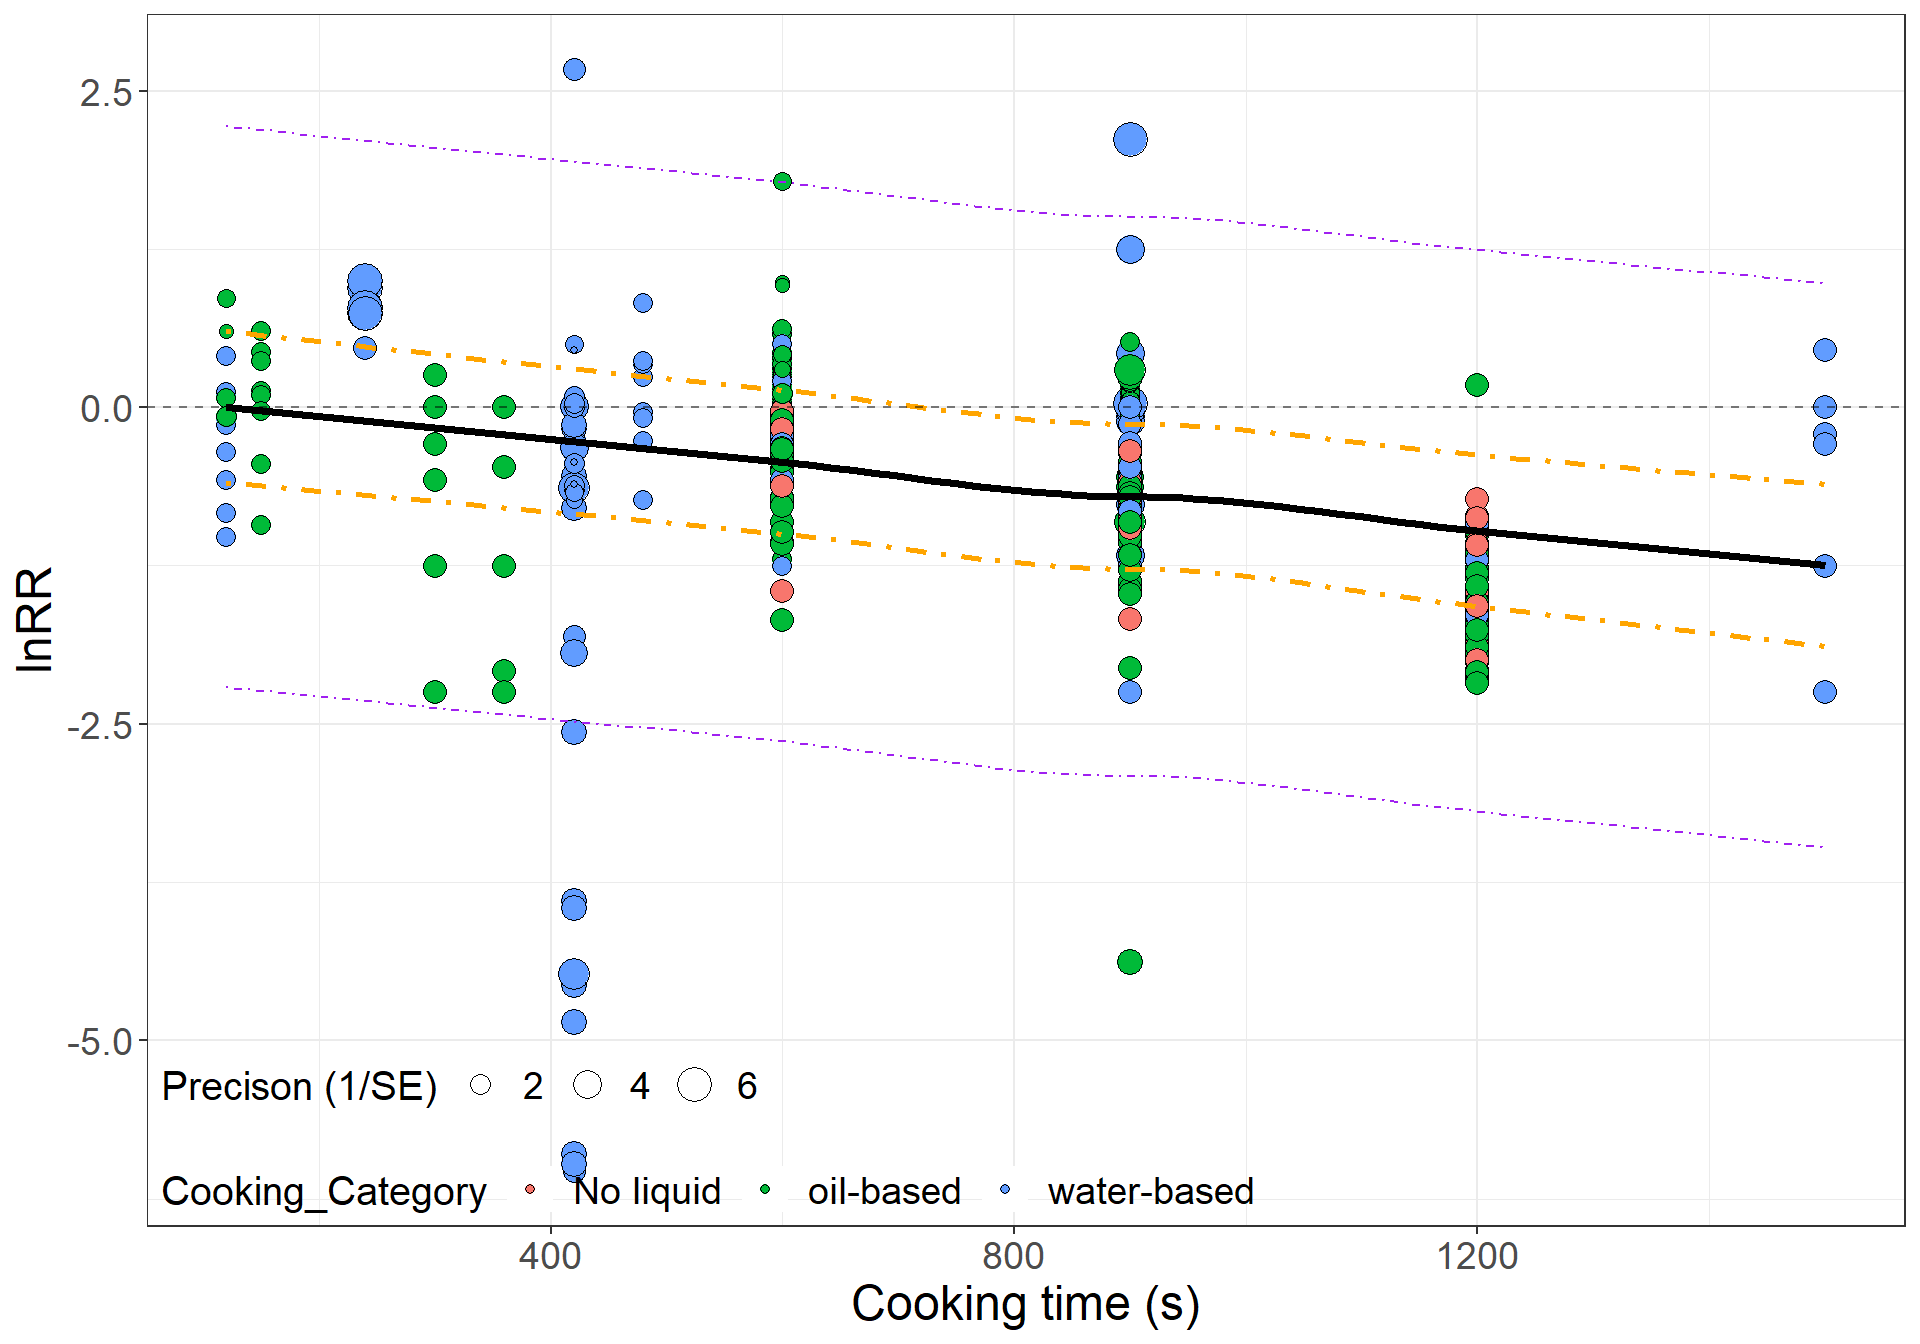 2.5
0.0
-2.5
-5.0
lnRR
Precison (1/SE) 2 4 6
Cooking_Category No liquid oil-based water-based
400 800 1200
Cooking time (s)